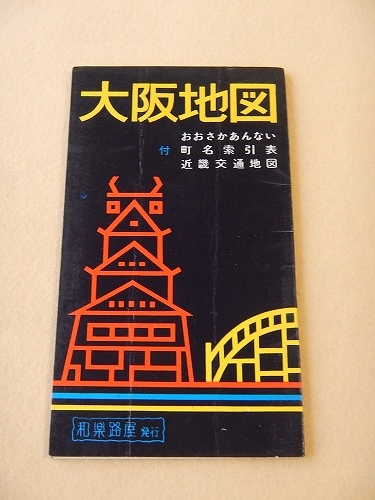 大阪地図
おおさかあんない
付 町名索引表
近畿交通地図
和楽路屋 発行